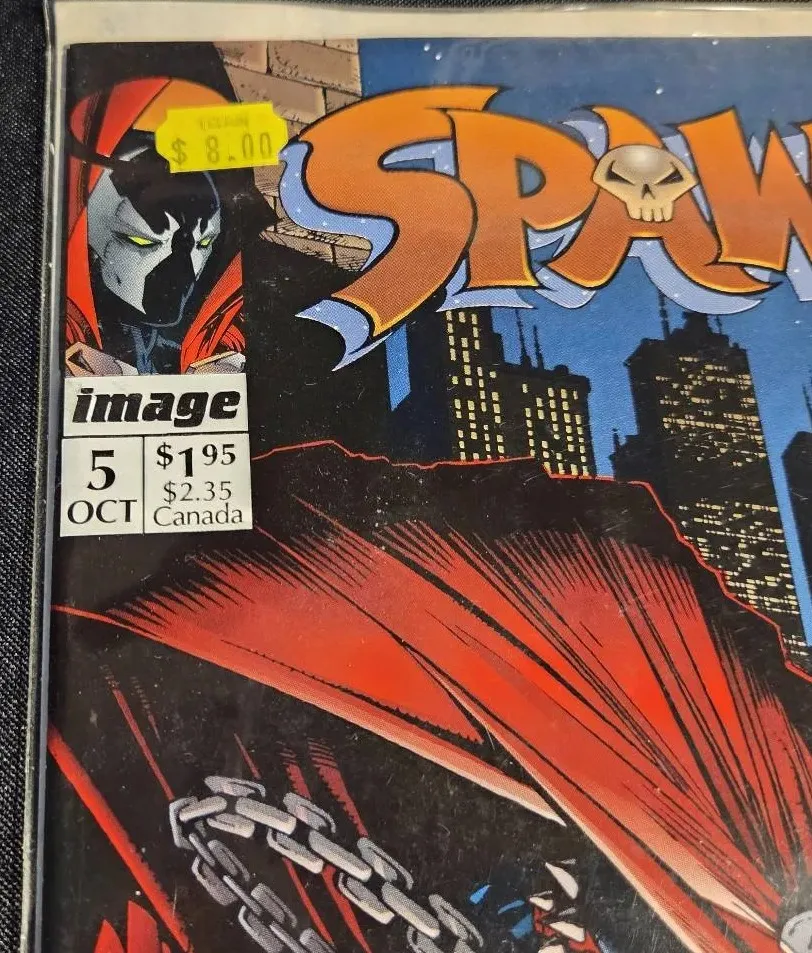 $ 8.00
SPAW
image
5
OCT
$1.95
$2.35
Canada